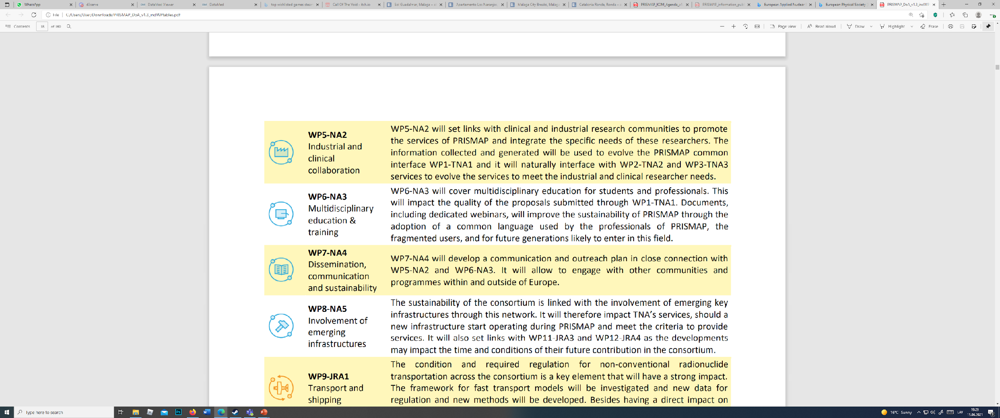 WhatsApp
d3serve
DataMed Viewer
DataMed
top wishlisted games steam
Call Of The Void - itch.io
Sol Guadalmar, Malaga – a
Apartamento Los Naranjos,
Malaga City Breaks, Malaga
Catalonia Ronda, Ronda –
PRISMAP_KOM_Agenda_v1
PRISMAP_information_publ
European Applied Nuclear
European Physical Society
PRISMAP_DoA_v1.3_inclWP
File
C:/Users/User/Downloads/PRISMAP_DoA_v1.3_inclWPtables.pdf
Contents 18 of 160
Page view Read aloud Draw Highlight Erase
WP5-NA2
Industrial and
clinical
collaboration
WP5-NA2 will set links with clinical and industrial research communities to promote
the services of PRISMAP and integrate the specific needs of these researchers. The
information collected and generated will be used to evolve the PRISMAP common
interface WP1-TNA1 and it will naturally interface with WP2-TNA2 and WP3-TNA3
services to evolve the services to meet the industrial and clinical researcher needs.
WP6-NA3
Multidisciplinary
education &
training
WP6-NA3 will cover multidisciplinary education for students and professionals. This
will impact the quality of the proposals submitted through WP1-TNA1. Documents,
including dedicated webinars, will improve the sustainability of PRISMAP through the
adoption of a common language used by the professionals of PRISMAP, the
fragmented users, and for future generations likely to enter in this field.
WP7-NA4
Dissemination,
communication
and sustainability
WP7-NA4 will develop a communication and outreach plan in close connection with
WP5-NA2 and WP6-NA3. It will allow to engage with other communities and
programmes within and outside of Europe.
WP8-NA5
Involvement of
emerging
infrastructures
The sustainability of the consortium is linked with the involvement of emerging key
infrastructures through this network. It will therefore impact TNA's services, should a
new infrastructure start operating during PRISMAP and meet the criteria to provide
services. It will also set links with WP11-JRA3 and WP12-JRA4 as the developments
may impact the time and conditions of their future contribution in the consortium.
WP9-JRA1
Transport and
shipping
The condition and required regulation for non-conventional radionuclide
transportation across the consortium is a key element that will have a strong impact.
The framework for fast transport models will be investigated and new data for
regulation and new methods will be developed. Besides having a direct impact on
Type here to search
16°C Sunny
LAV
19:29
15.06.2021